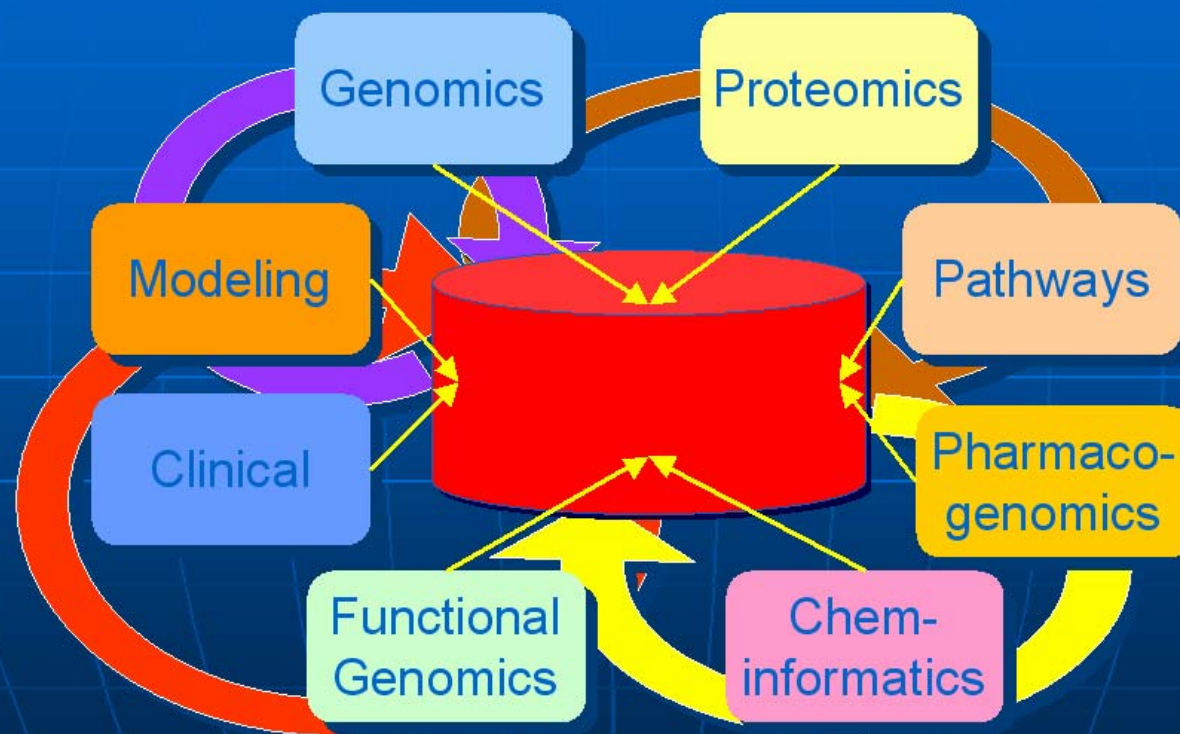 Genomics
Proteomics
Modeling
Pathways
Clinical
Pharmaco-
genomics
Functional
Genomics
Chem-
informatics